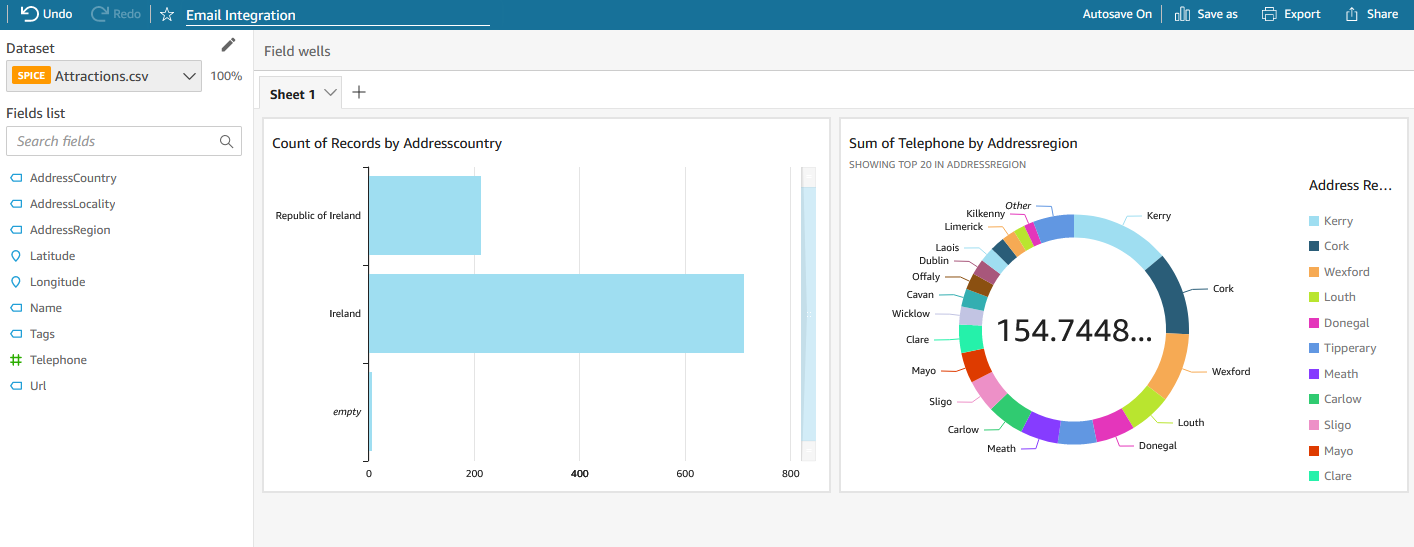 Undo Redo Email Integration Autosave On Save as Export Share
Dataset
SPICE Attractions.csv 100%
Fields list
Search fields
AddressCountry
AddressLocality
AddressRegion
Latitude
Longitude
Name
Tags
Telephone
Url
Field wells
Sheet 1
Count of Records by Addresscountry
Republic of Ireland
Ireland
empty
0 200 400 600 800
Sum of Telephone by Addressregion
SHOWING TOP 20 IN ADDRESSREGION
Other
Kilkenny
Limerick
Laois
Dublin
Offaly
Cavan
Wicklow
Clare
Mayo
Sligo
Carlow
Meath
Kerry
Cork
Wexford
Louth
Donegal
154.7448...
Address Re...
Kerry
Cork
Wexford
Louth
Donegal
Tipperary
Meath
Carlow
Sligo
Mayo
Clare